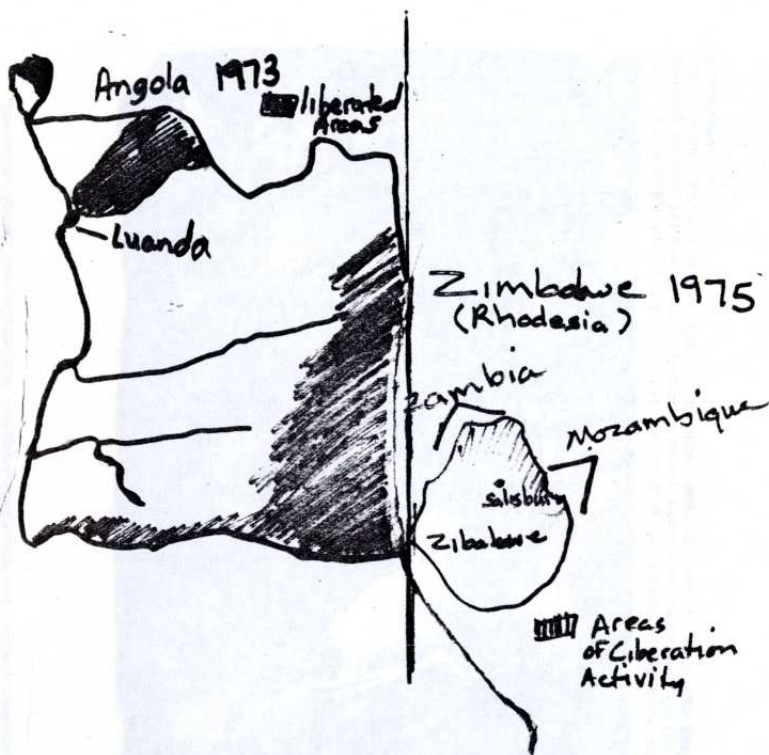 Angola 1973
liberated
Areas
Luanda
Zimbabwe 1975
(Rhodesia)
Zambia
Mozambique
Salisbury
Zibabwe
Areas
of Liberation
Activity